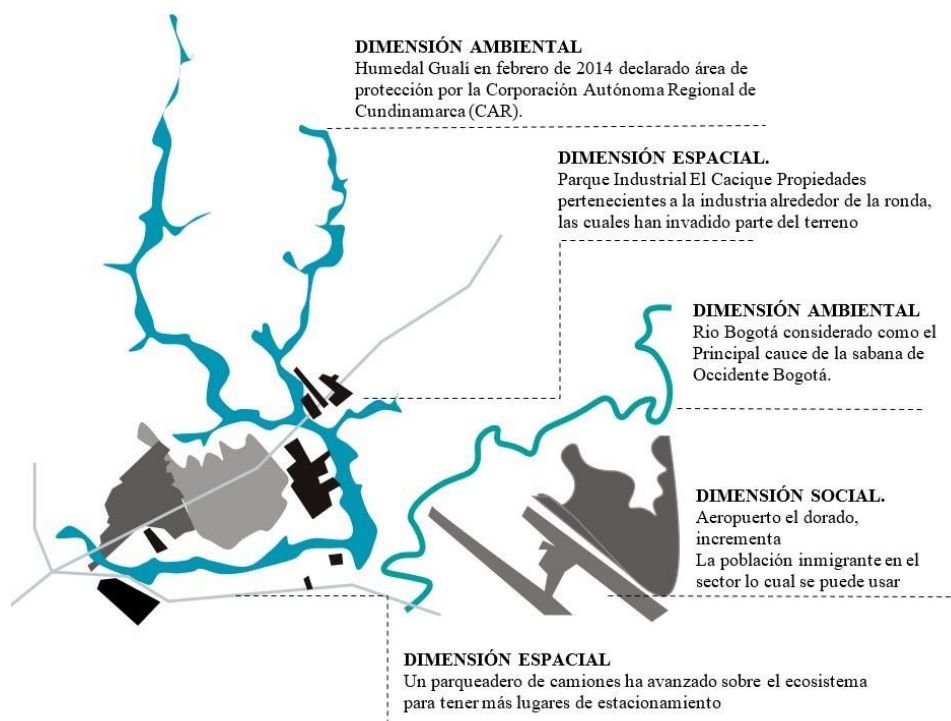 DIMENSIÓN AMBIENTAL
Humedal Gualí en febrero de 2014 declarado área de
protección por la Corporación Autónoma Regional de
Cundinamarca (CAR).
DIMENSIÓN ESPACIAL.
Parque Industrial El Cacique Propiedades
pertenecientes a la industria alrededor de la ronda,
las cuales han invadido parte del terreno
DIMENSIÓN AMBIENTAL
Rio Bogotá considerado como el
Principal cauce de la sabana de
Occidente Bogotá.
DIMENSIÓN SOCIAL.
Aeropuerto el dorado,
incrementa
La población inmigrante en el
sector lo cual se puede usar
DIMENSIÓN ESPACIAL
Un parqueadero de camiones ha avanzado sobre el ecosistema
para tener más lugares de estacionamiento